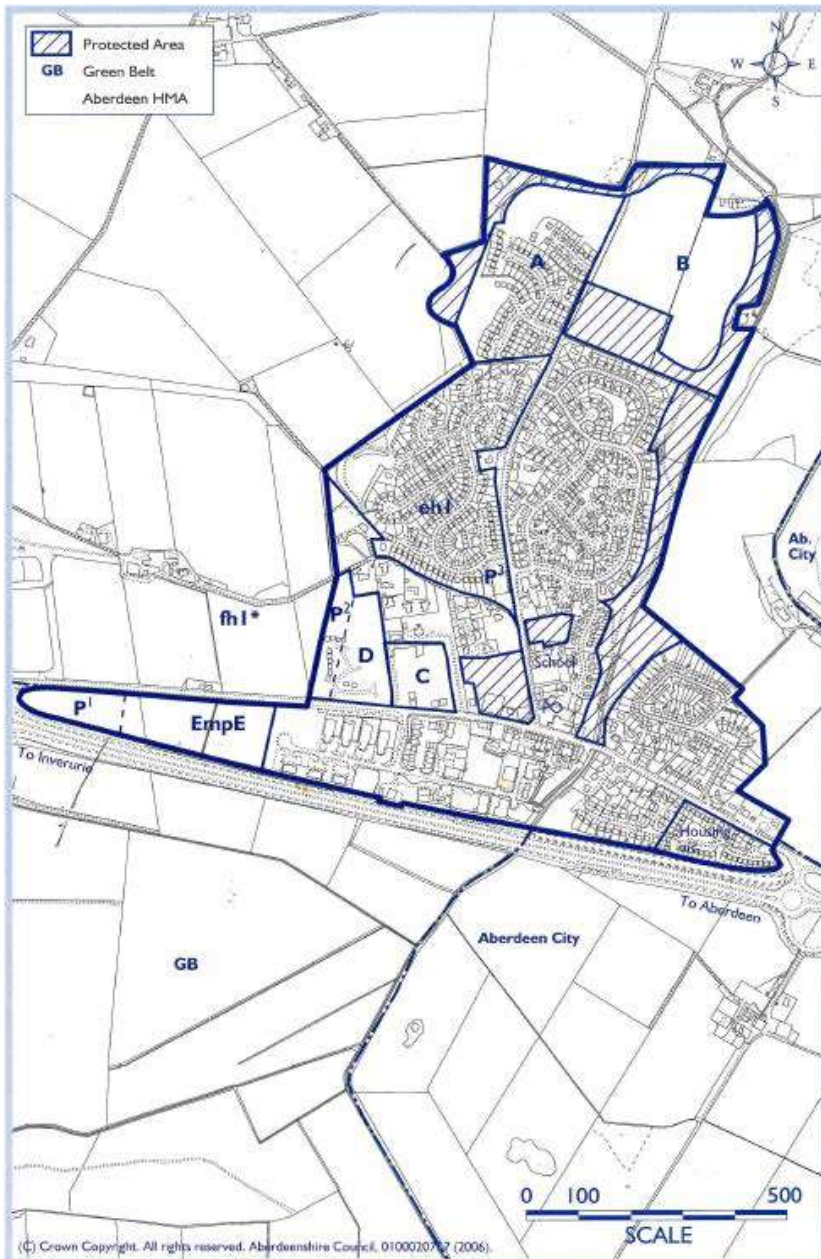 Protected Area
GB Green Belt
Aberdeen HMA
N
W E
S
A
B
eh1
Ab.
City
P3
fh1*
P2
D
C
School
PO
P1
EmpE
To Inverurie
Housing
To Aberdeen
Aberdeen City
GB
0 100 500
SCALE
(C) Crown Copyright. All rights reserved. Aberdeenshire Council, (2006).